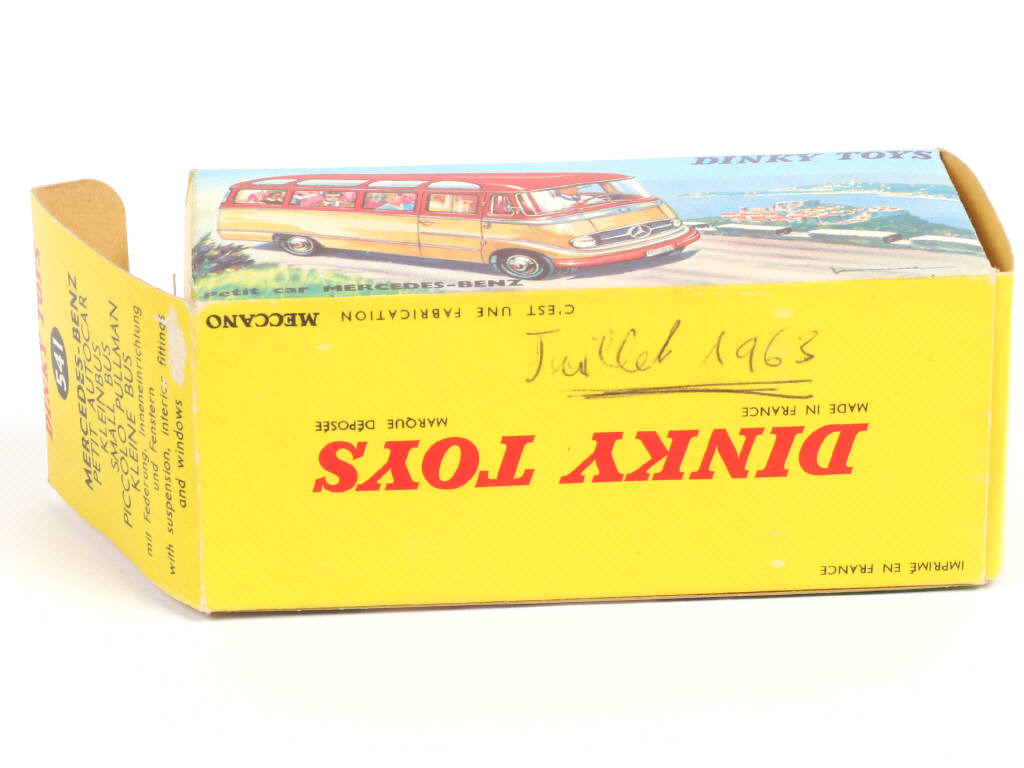 DINKY TOYS
Petit car MERCEDES-BENZ
C'EST UNE FABRICATION MECCANO
Juillet 1963
MADE IN FRANCE
MARQUE DÉPOSÉE
DINKY TOYS
IMPRIMÉ EN FRANCE
DINKY TOYS
541
MERCEDES-BENZ
PETIT AUTOCAR
KLEINBUS
SMALL BUS
PICCOLO PULLMAN
KLEINE BUS
mit Federung, Inneneinrichtung
und Fenstern
with suspension, interior fittings
and windows